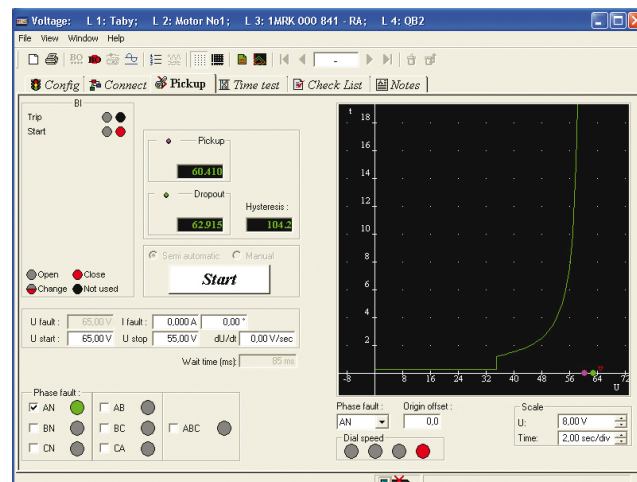 Voltage: L 1: Taby; L 2: Motor No1; L 3: 1MRK 000 841 - RA; L 4: QB2
File View Window Help
BO
-
Config Connect Pickup Time test Check List Notes
BI
Trip
Start
Open Close
Change Not used
Pickup
60.410
Dropout
62.915
Hysteresis :
104.2
Semi automatic Manual
Start
U fault : 65,00 V I fault : 0,000 A 0,00 °
U start : 65,00 V U stop 55,00 V dU/dt 0,00 V/sec
Wait time (ms): 85 ms
Phase fault :
AN AB
BN BC ABC
CN CA
t
18
16
14
12
10
8
6
4
2
-8 8 16 24 32 40 48 56 64 72
U
Phase fault : Origin offset :
AN 0,0
Dial speed
Scale
U: 8,00 V
Time: 2,00 sec/div